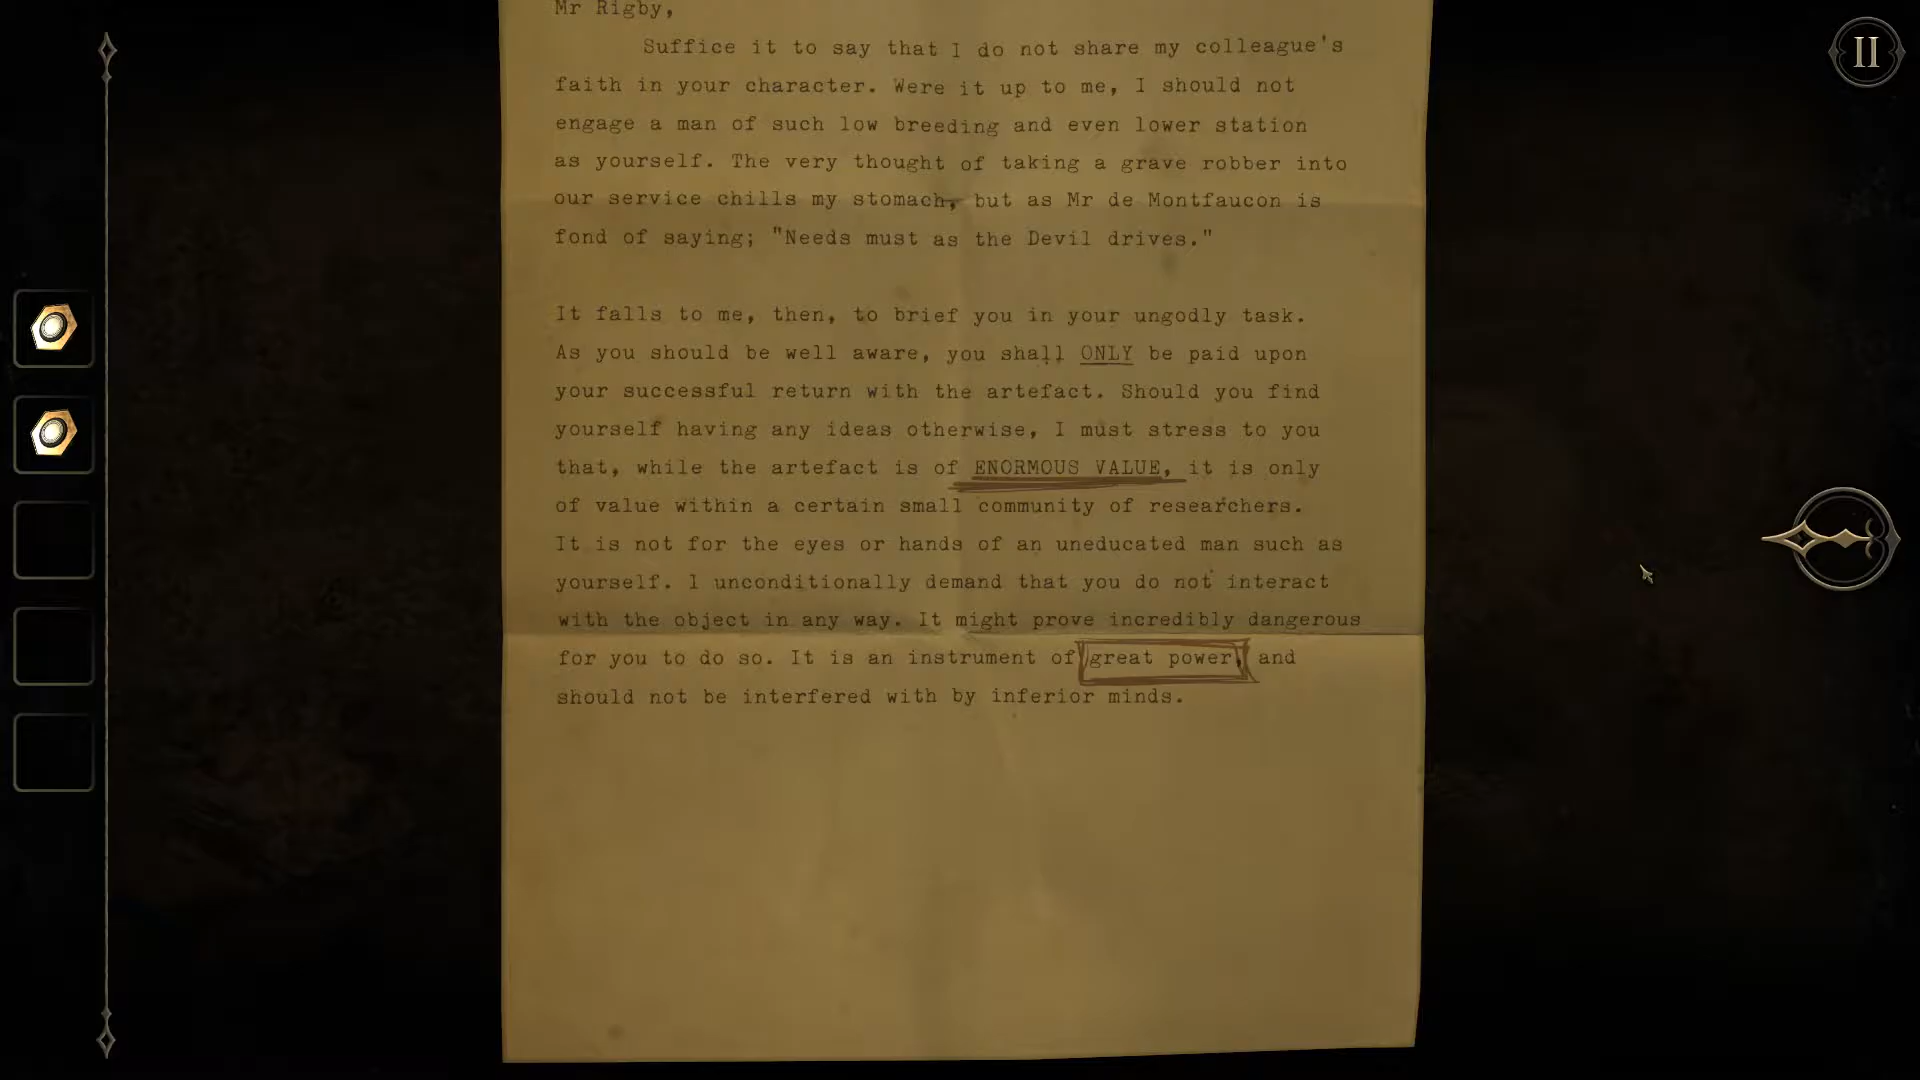 Mr Rigby,
Suffice it to say that I do not share my colleague's
faith in your character. Were it up to me, I should not
engage a man of such low breeding and even lower station
as yourself. The very thought of taking a grave robber into
our service chills my stomach, but as Mr de Montfaucon is
fond of saying; "Needs must as the Devil drives."
It falls to me, then, to brief you in your ungodly task.
As you should be well aware, you shall ONLY be paid upon
your successful return with the artefact. Should you find
yourself having any ideas otherwise, I must stress to you
that, while the artefact is of ENORMOUS VALUE, it is only
of value within a certain small community of researchers.
It is not for the eyes or hands of an uneducated man such as
yourself. I unconditionally demand that you do not interact
with the object in any way. It might prove incredibly dangerous
for you to do so. It is an instrument of great power, and
should not be interfered with by inferior minds.